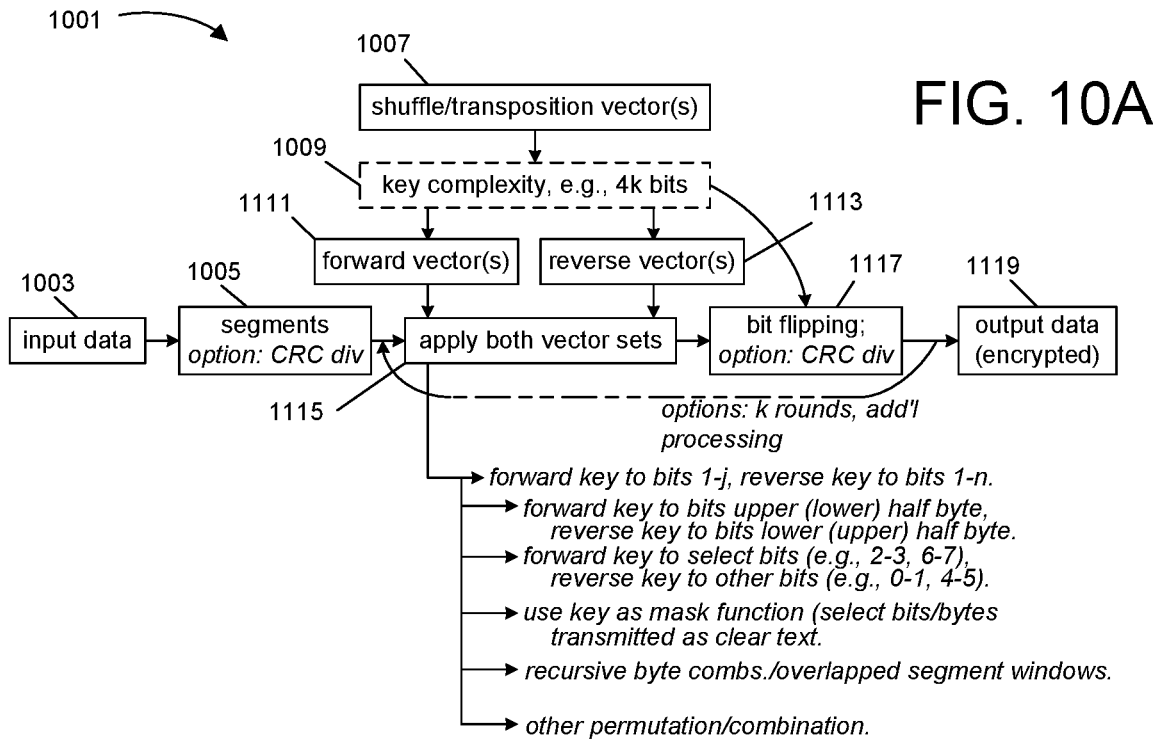 1001
1007
FIG. 10A
shuffle/transposition vector(s)
1009
key complexity, e.g., 4k bits
1111
1113
forward vector(s)
reverse vector(s)
1003
1005
1117
1119
input data
segments
option: CRC div
apply both vector sets
bit flipping;
option: CRC div
output data
(encrypted)
1115
options: k rounds, add'l
processing
forward key to bits 1-j, reverse key to bits 1-n.
forward key to bits upper (lower) half byte,
reverse key to bits lower (upper) half byte.
forward key to select bits (e.g., 2-3, 6-7),
reverse key to other bits (e.g., 0-1, 4-5).
use key as mask function (select bits/bytes
transmitted as clear text.
recursive byte combs./overlapped segment windows.
other permutation/combination.